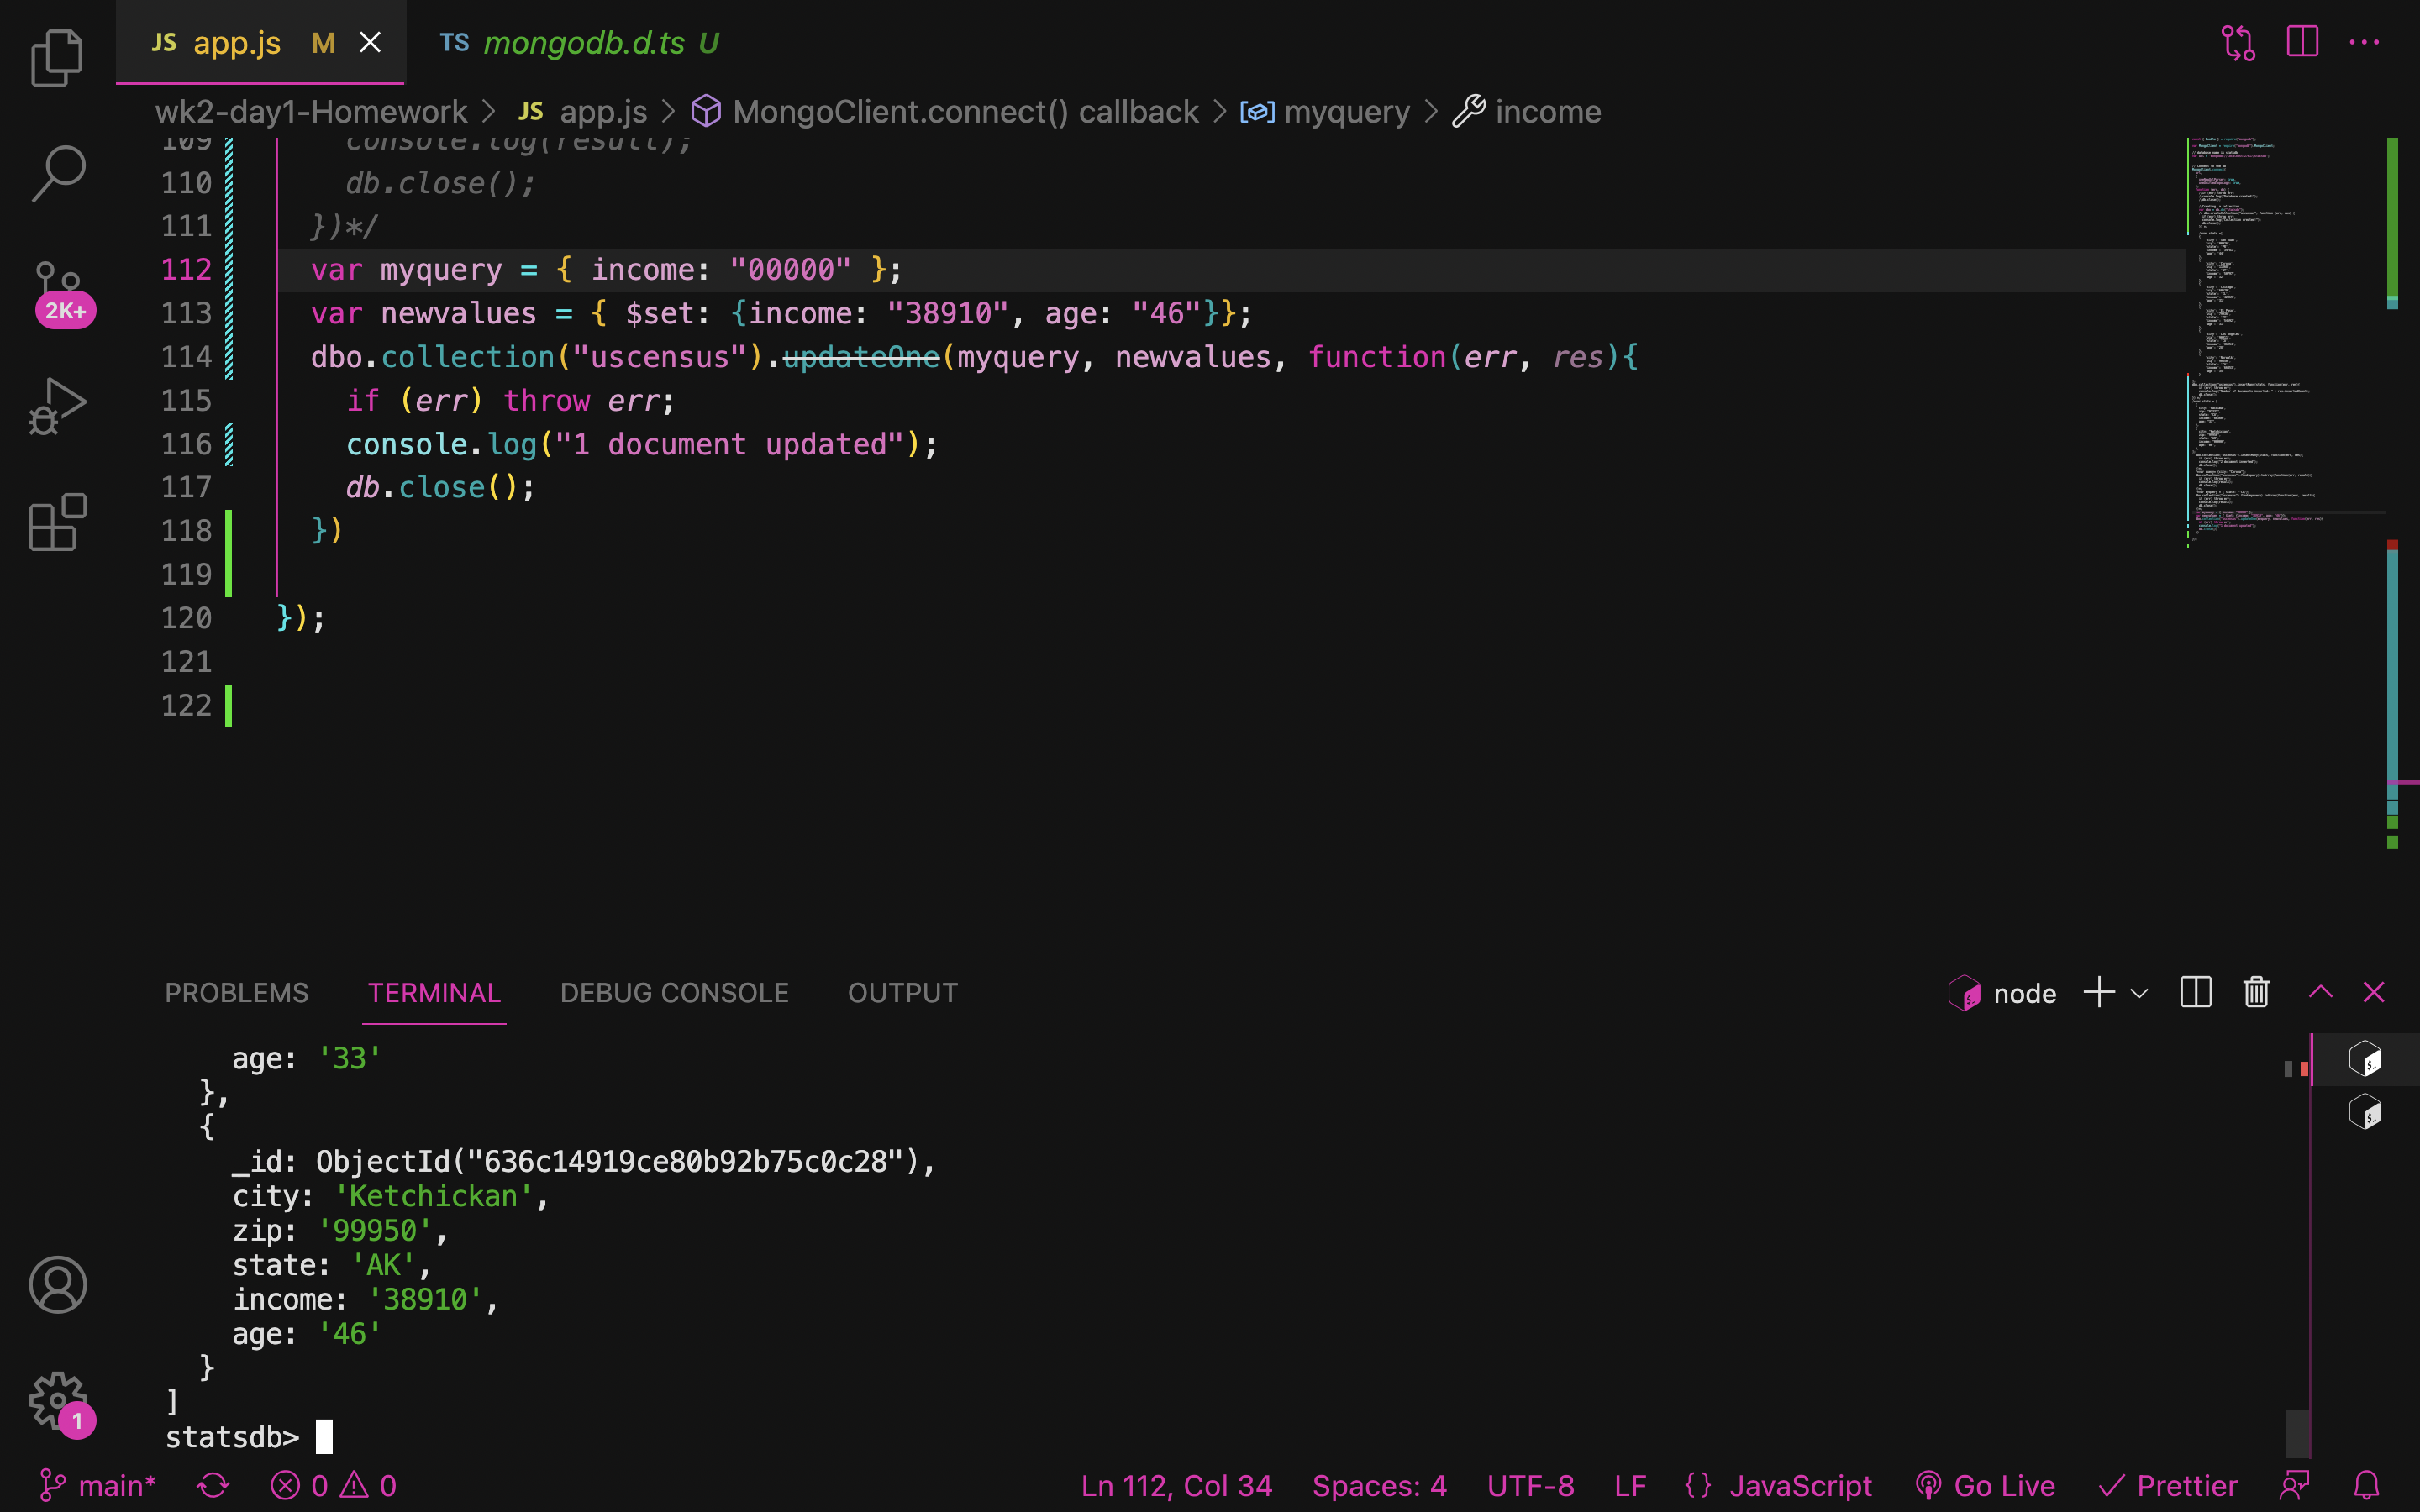 JS app.js M
TS mongodb.d.ts U
wk2-day1-Homework > JS app.js > MongoClient.connect() callback > myquery > income
109 console.log(result);
110 db.close();
111 })*/
112 var myquery = { income: "00000" };
113 var newvalues = { $set: {income: "38910", age: "46"}};
114 dbo.collection("uscensus").updateOne(myquery, newvalues, function(err, res){
115 if (err) throw err;
116 console.log("1 document updated");
117 db.close();
118 })
119
120 });
121
122
2K+
PROBLEMS TERMINAL DEBUG CONSOLE OUTPUT
node
age: '33'
},
{
_id: ObjectId("636c14919ce80b92b75c0c28"),
city: 'Ketchickan',
zip: '99950',
state: 'AK',
income: '38910',
age: '46'
}
]
statsdb>
1
main* 0 0 Ln 112, Col 34 Spaces: 4 UTF-8 LF {} JavaScript Go Live Prettier